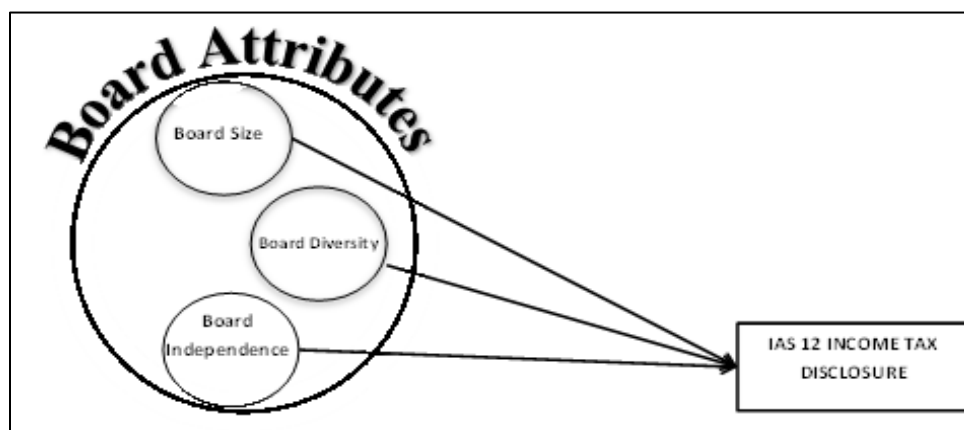 Board Attributes
Board Size
Board Diversity
Board
Independence
IAS 12 INCOME TAX
DISCLOSURE